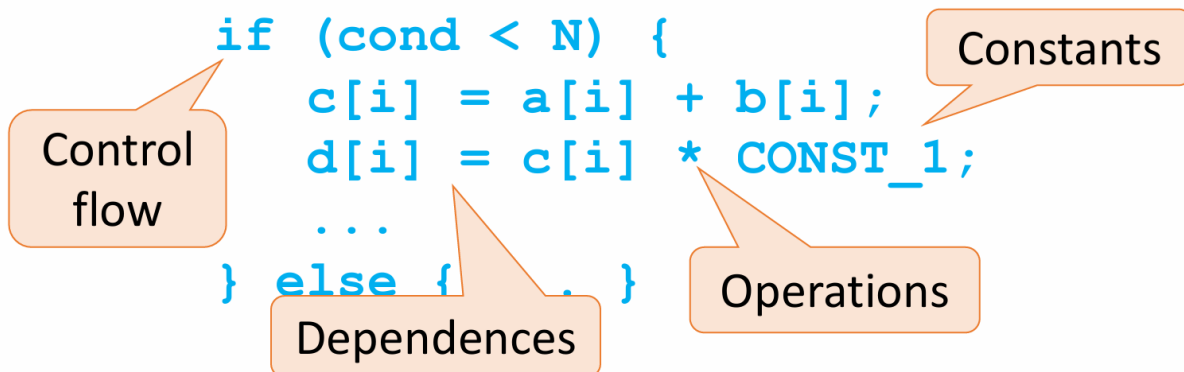 if (cond < N) {
Constants
c[i] = a[i] + b[i];
Control
flow
d[i] = c[i] * CONST_1;
...
} else { . }
Operations
Dependences